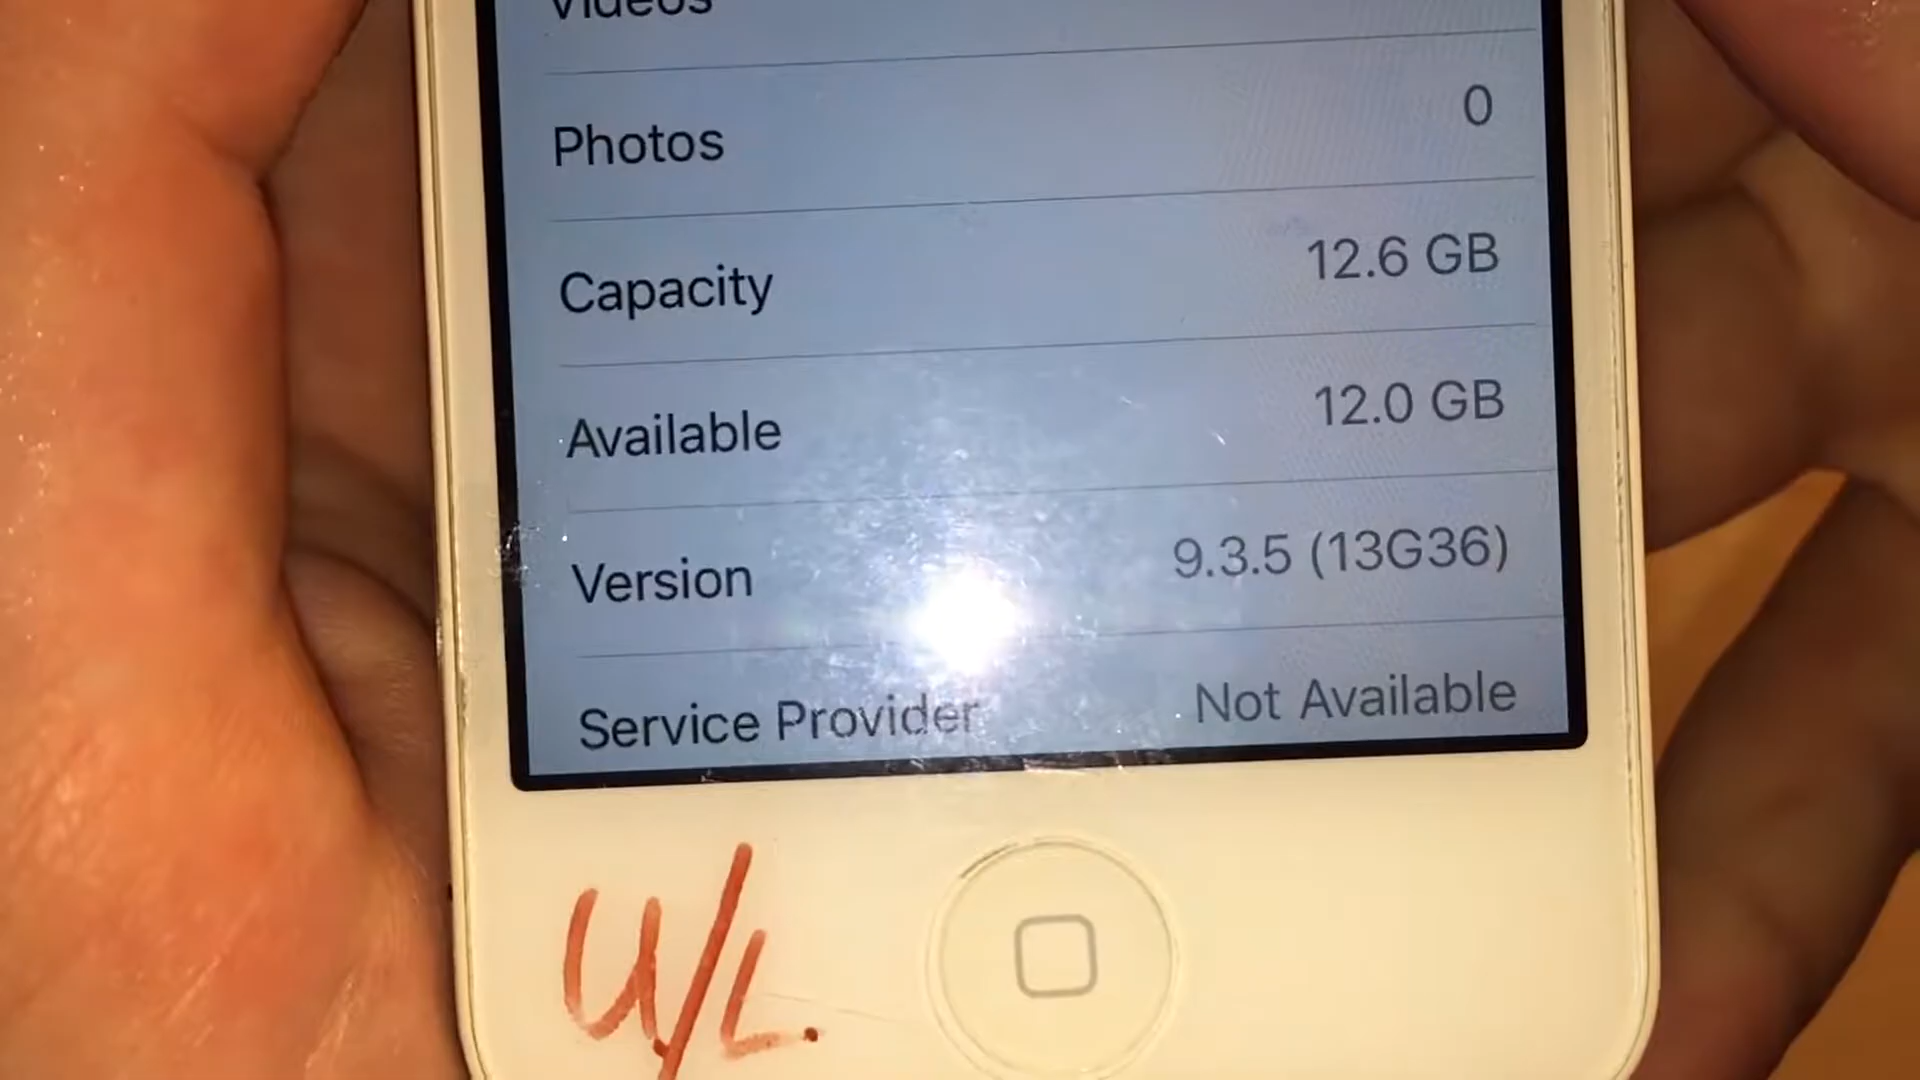 Videos
Photos 0
Capacity 12.6 GB
Available 12.0 GB
Version 9.3.5 (13G36)
Service Provider Not Available
U/L.